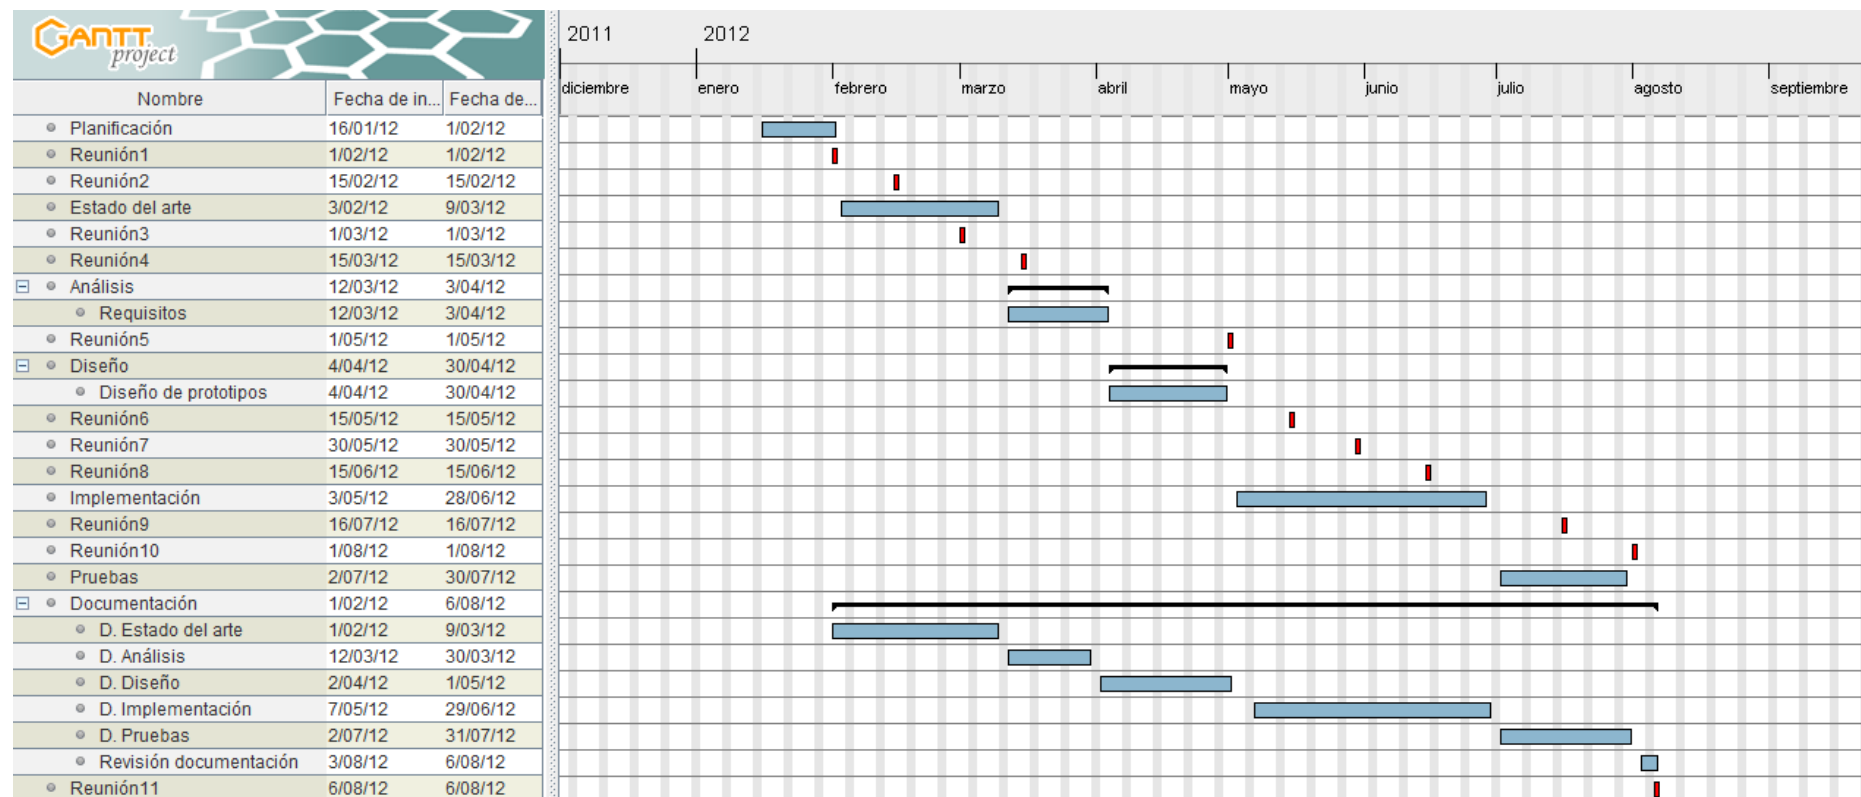 GANTT
project
2011 2012
diciembre enero febrero marzo abril mayo junio julio agosto septiembre
Nombre Fecha de in... Fecha de...
Planificación 16/01/12 1/02/12
Reunión1 1/02/12 1/02/12
Reunión2 15/02/12 15/02/12
Estado del arte 3/02/12 9/03/12
Reunión3 1/03/12 1/03/12
Reunión4 15/03/12 15/03/12
Análisis 12/03/12 3/04/12
Requisitos 12/03/12 3/04/12
Reunión5 1/05/12 1/05/12
Diseño 4/04/12 30/04/12
Diseño de prototipos 4/04/12 30/04/12
Reunión6 15/05/12 15/05/12
Reunión7 30/05/12 30/05/12
Reunión8 15/06/12 15/06/12
Implementación 3/05/12 28/06/12
Reunión9 16/07/12 16/07/12
Reunión10 1/08/12 1/08/12
Pruebas 2/07/12 30/07/12
Documentación 1/02/12 6/08/12
D. Estado del arte 1/02/12 9/03/12
D. Análisis 12/03/12 30/03/12
D. Diseño 2/04/12 1/05/12
D. Implementación 7/05/12 29/06/12
D. Pruebas 2/07/12 31/07/12
Revisión documentación 3/08/12 6/08/12
Reunión11 6/08/12 6/08/12